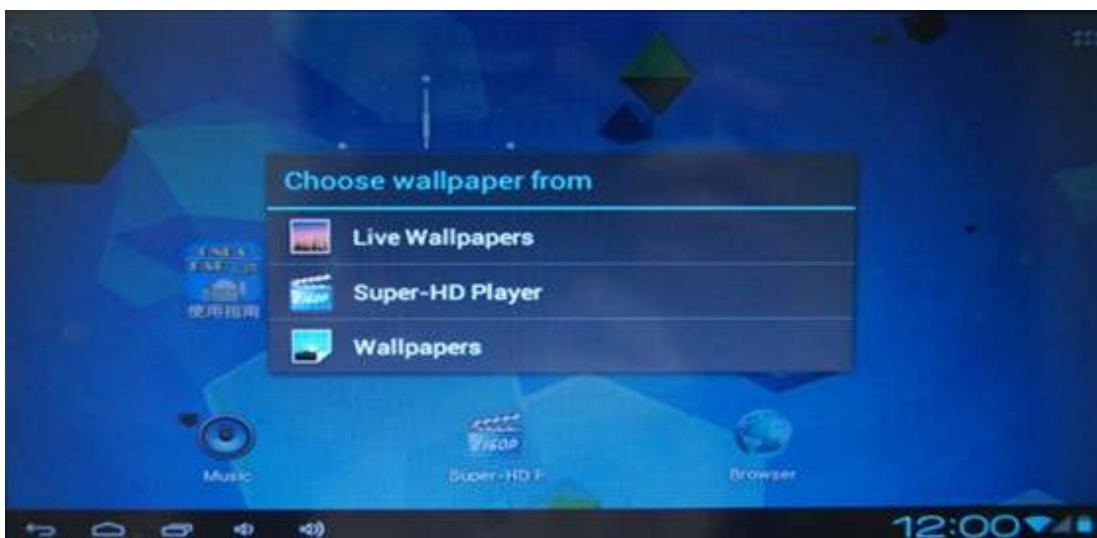 Choose wallpaper from
Live Wallpapers
Super-HD Player
Wallpapers
使用指南
2160P
Music
Super-HD P
Browser
12:00